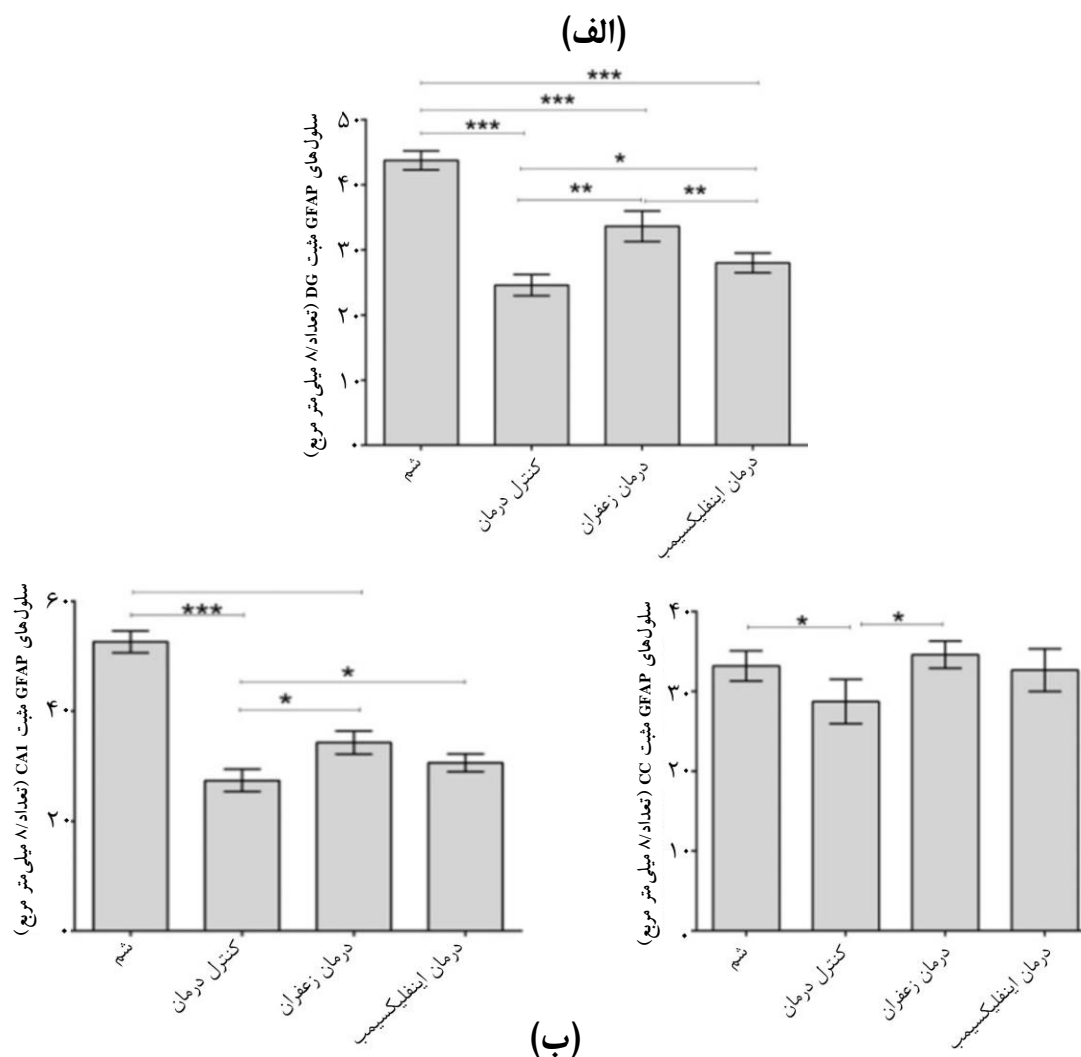 (الف)
***
***
***
*
**
**
سلول‌های GFAP مثبت DG (تعداد/۸ میلی‌متر مربع)
۵۰
۴۰
۳۰
۲۰
۱۰
۰
شم
کنترل درمان
درمان زعفران
درمان اینفلیکسیمب
*
*
سلول‌های GFAP مثبت CC (تعداد/۸ میلی‌متر مربع)
۴۰
۳۰
۲۰
۱۰
۰
شم
کنترل درمان
درمان زعفران
درمان اینفلیکسیمب
***
*
*
سلول‌های GFAP مثبت CA1 (تعداد/۸ میلی‌متر مربع)
۶۰
۴۰
۲۰
۰
شم
کنترل درمان
درمان زعفران
درمان اینفلیکسیمب
(ب)